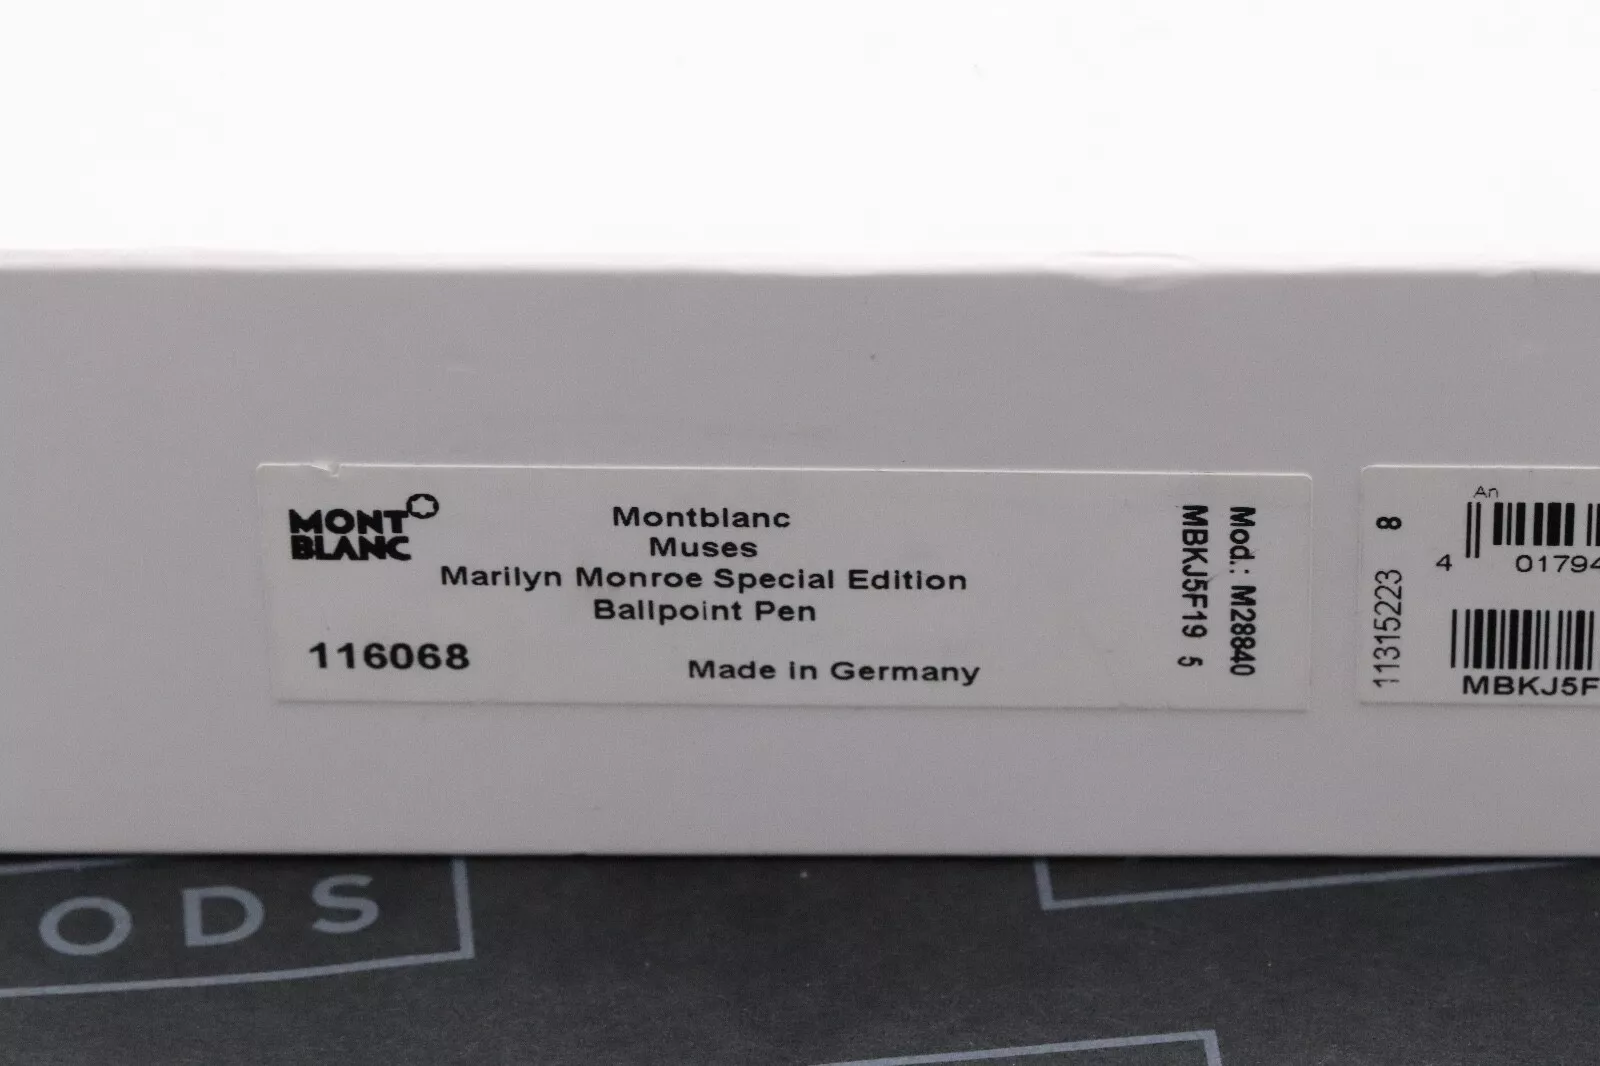 MONT
BLANC
Montblanc
Muses
Marilyn Monroe Special Edition
Ballpoint Pen
116068
Made in Germany
Mod.: M28840
MBKJ5F19 5
11315223 8
An
4 01794
MBKJ5F
ODS